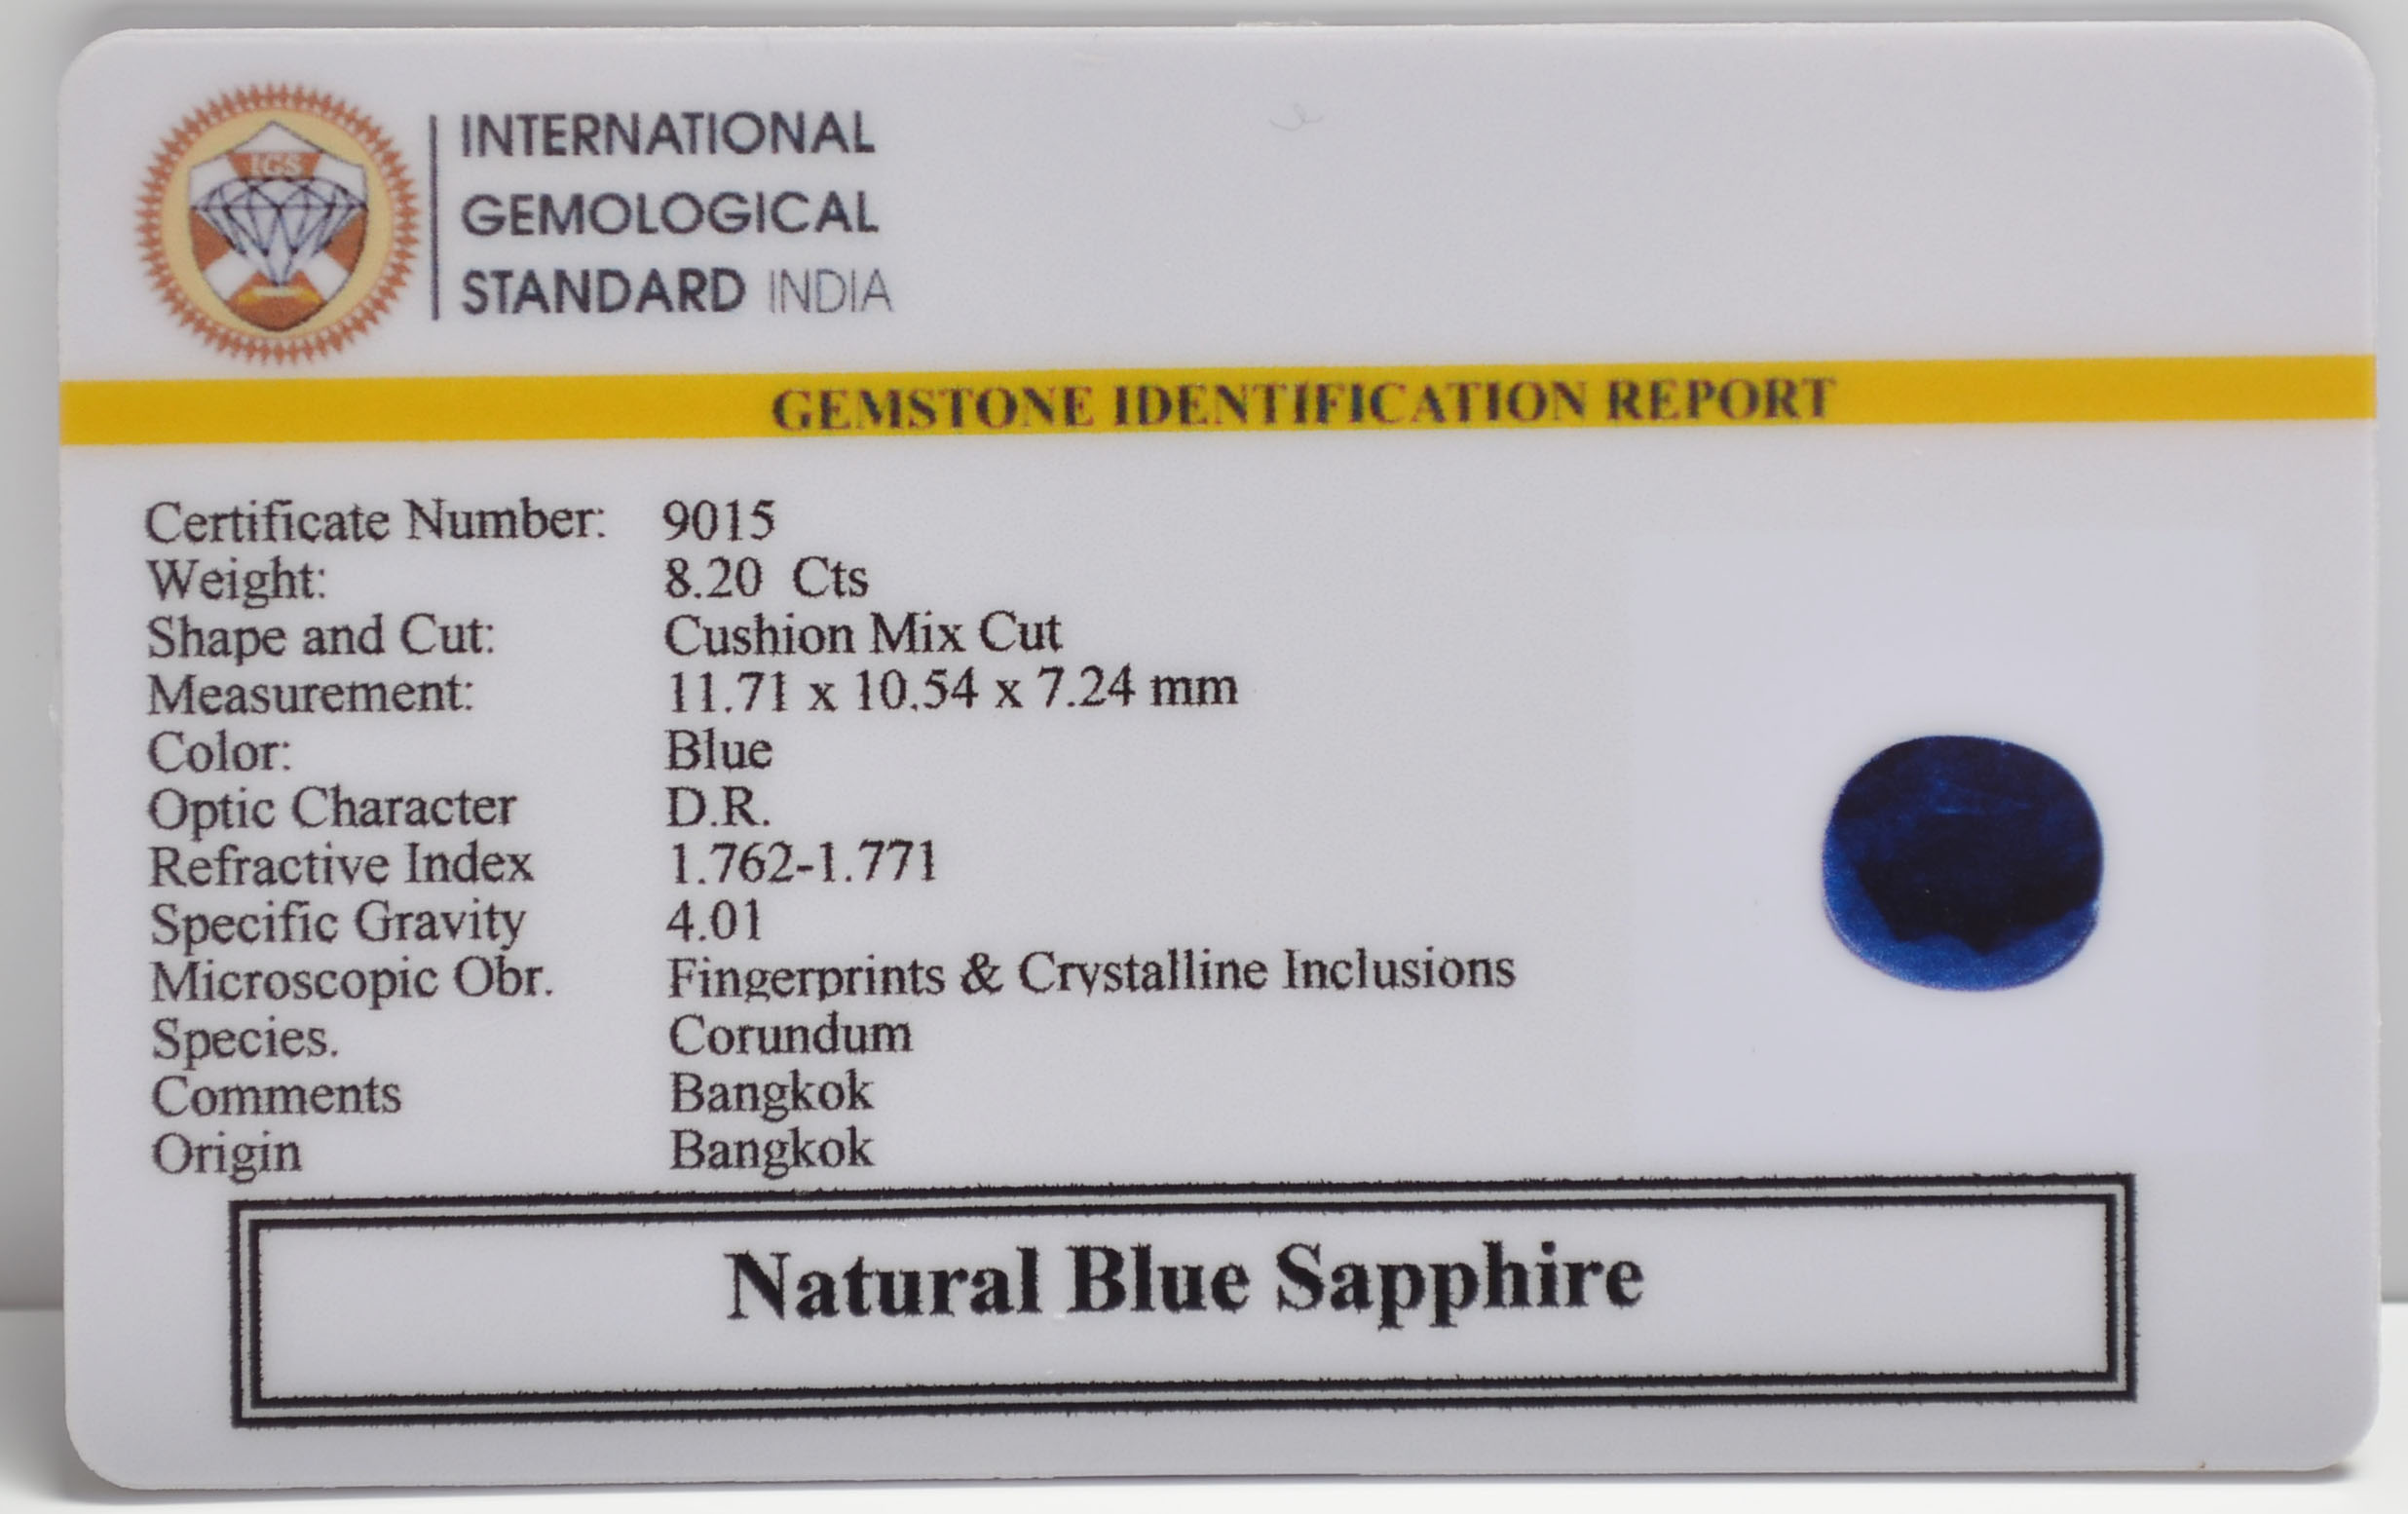 IGS
INTERNATIONAL
GEMOLOGICAL
STANDARD INDIA
GEMSTONE IDENTIFICATION REPORT
Certificate Number: 9015
Weight: 8.20 Cts
Shape and Cut: Cushion Mix Cut
Measurement: 11.71 x 10.54 x 7.24 mm
Color: Blue
Optic Character D.R.
Refractive Index 1.762-1.771
Specific Gravity 4.01
Microscopic Obr. Fingerprints & Crystalline Inclusions
Species. Corundum
Comments Bangkok
Origin Bangkok
Natural Blue Sapphire